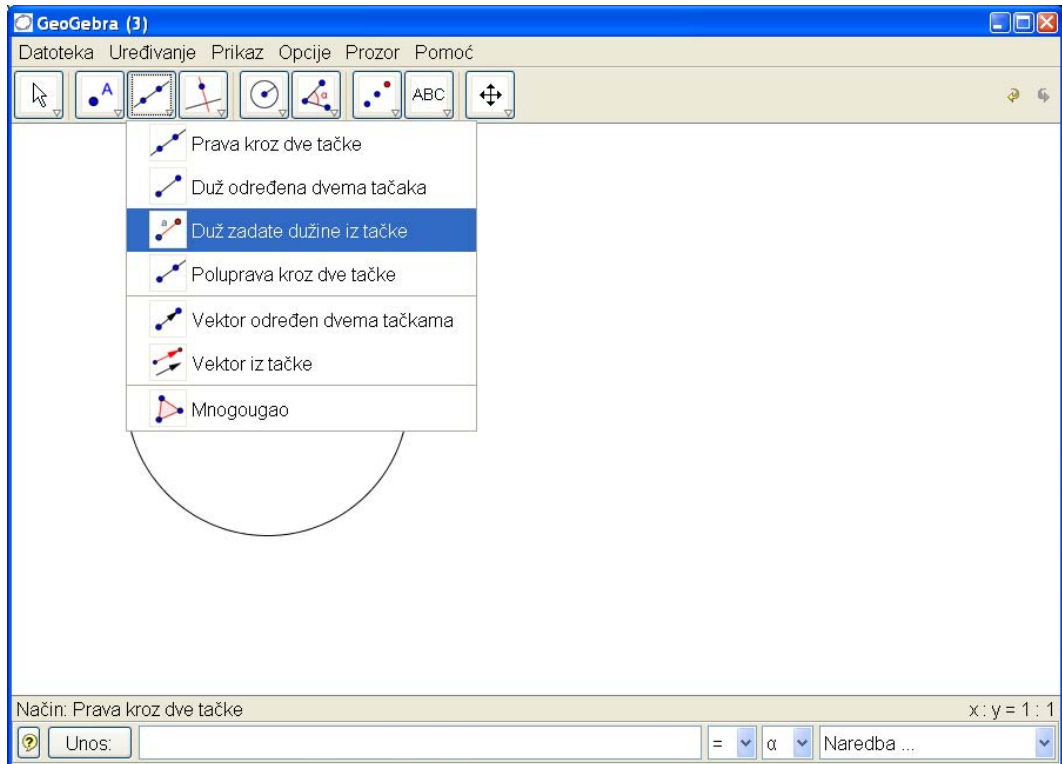 GeoGebra (3)
Datoteka Uređivanje Prikaz Opcije Prozor Pomoć
A α a ABC
Prava kroz dve tačke
Duž određena dvema tačaka
a Duž zadate dužine iz tačke
Poluprava kroz dve tačke
Vektor određen dvema tačkama
Vektor iz tačke
Mnogougao
Način: Prava kroz dve tačke x : y = 1 : 1
Unos: = α Naredba ...